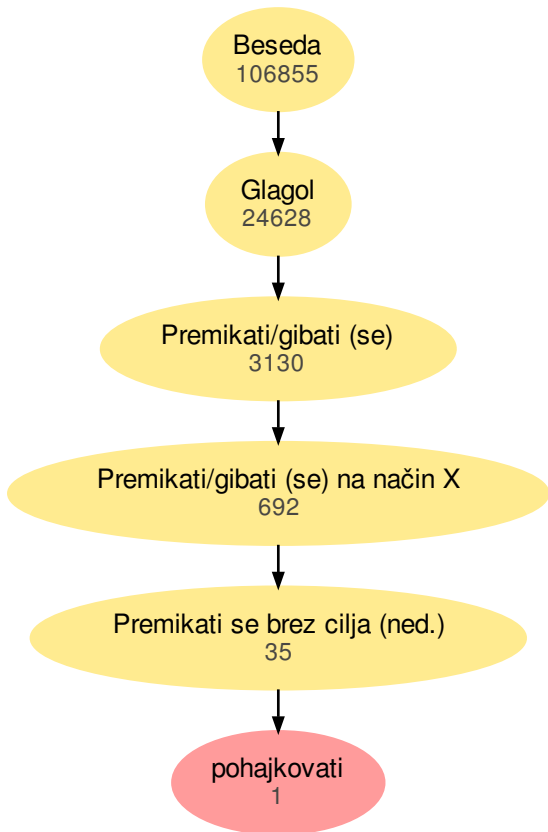 Beseda
106855
Glagol
24628
Premikati/gibati (se)
3130
Premikati/gibati (se) na način X
692
Premikati se brez cilja (ned.)
35
pohajkovati
1